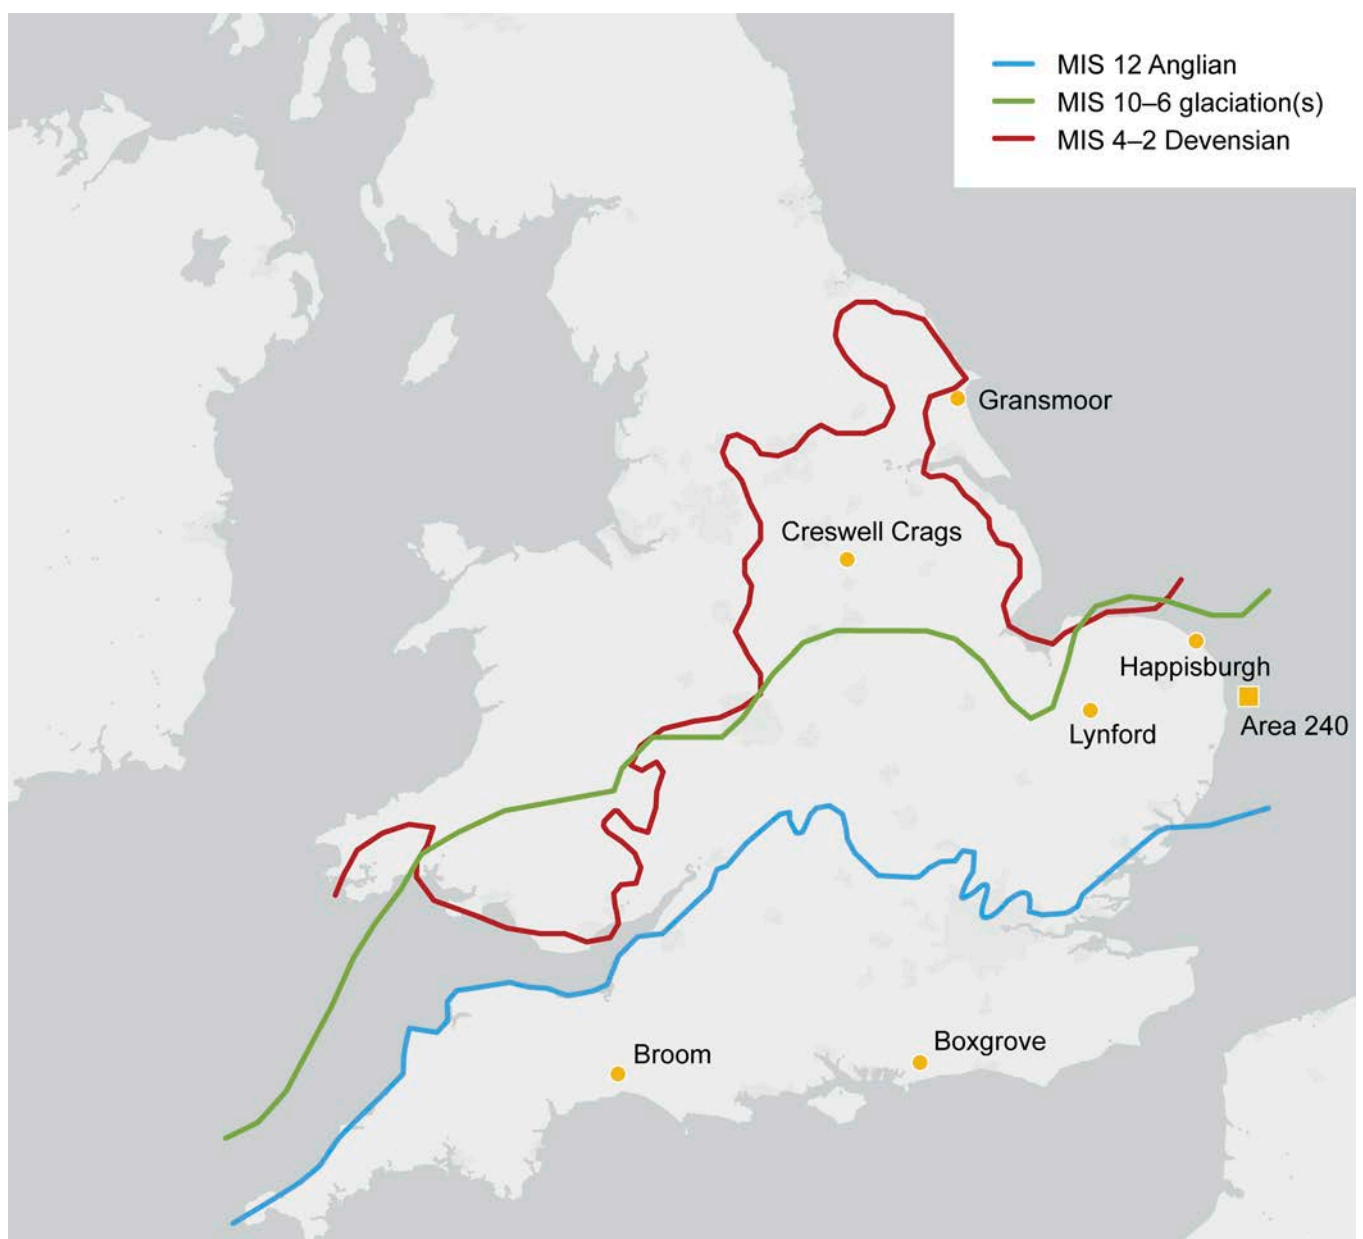 MIS 12 Anglian
MIS 10–6 glaciation(s)
MIS 4–2 Devensian
Gransmoor
Creswell Crags
Happisburgh
Lynford
Area 240
Boxgrove
Broom